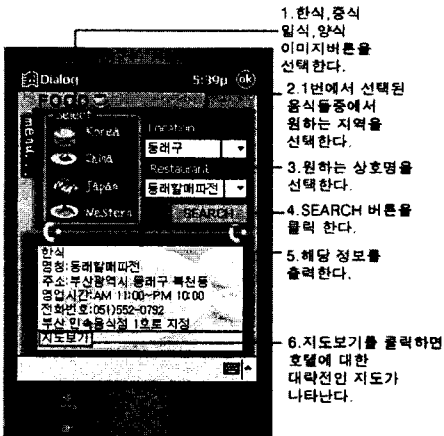 1.한식,중식
일식,양식
이미지버튼을
선택한다.
Dialog 5:39p ok
2.1번에서 선택된
음식들중에서
원하는 지역을
선택한다.
FOOD
menu...
Select
Korea
China
Japan
Western
Location
동래구
Restaurant
동래할매파전
SEARCH
3.원하는 상호명을
선택한다.
4.SEARCH 버튼을
클릭 한다.
5.해당 정보를
출력한다.
한식
명칭:동래할매파전
주소:부산광역시 동래구 복천동
영업시간:AM 11:00~PM 10:00
전화번호:051)552-0792
부산 민속음식점 1호로 지정
지도보기
6.지도보기를 클릭하면
호텔에 대한
대략전인 지도가
나타난다.